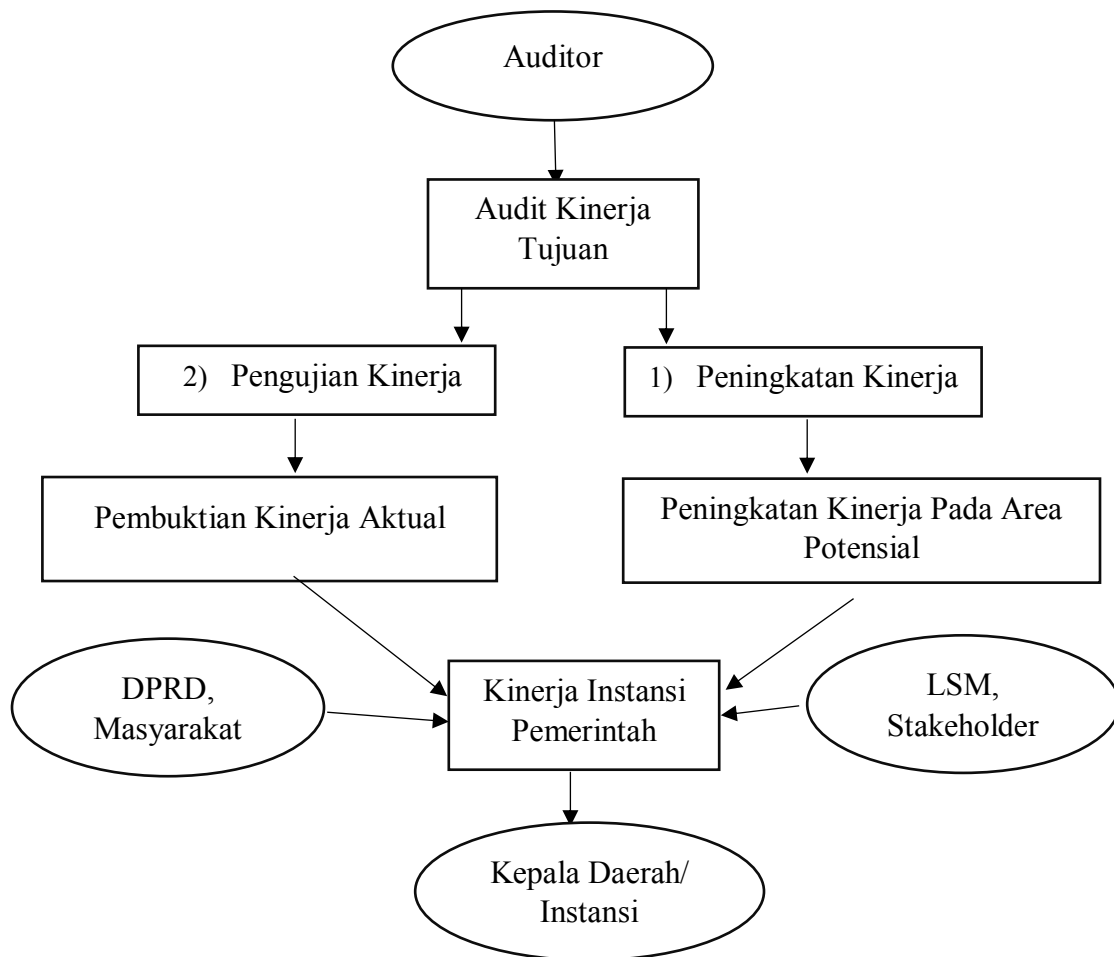 Auditor
Audit Kinerja
Tujuan
2) Pengujian Kinerja
1) Peningkatan Kinerja
Pembuktian Kinerja Aktual
Peningkatan Kinerja Pada Area
Potensial
DPRD,
Masyarakat
Kinerja Instansi
Pemerintah
LSM,
Stakeholder
Kepala Daerah/
Instansi